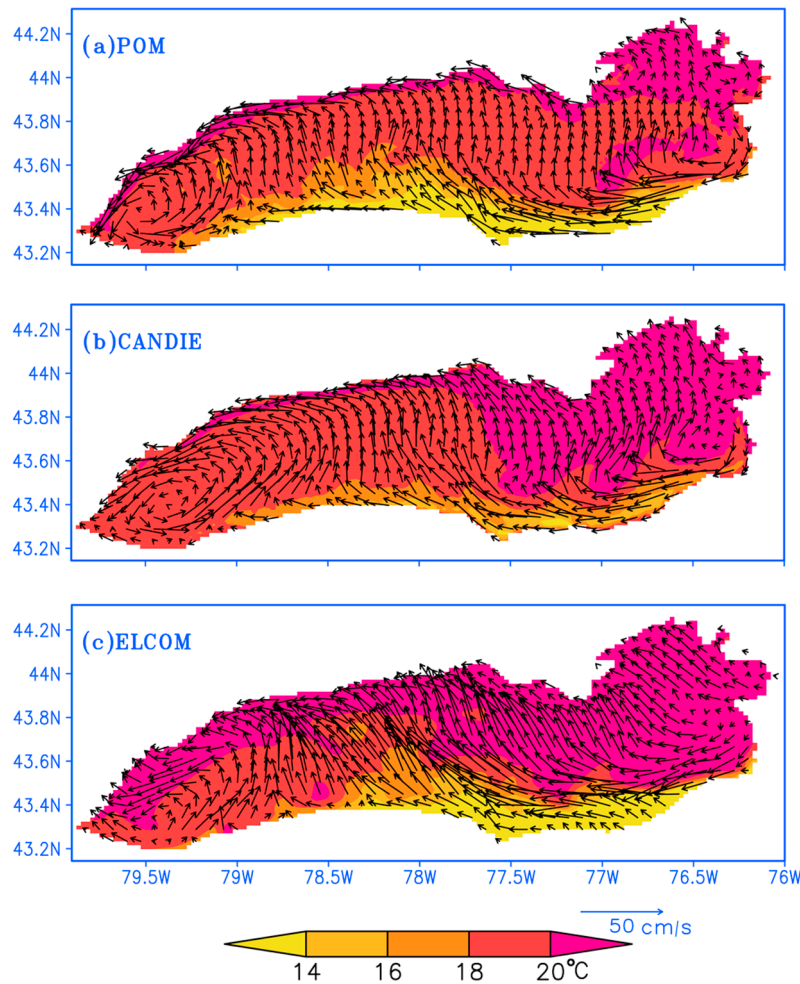 44.2N
(a)POM
44N
43.8N
43.6N
43.4N
43.2N
44.2N
(b)CANDIE
44N
43.8N
43.6N
43.4N
43.2N
44.2N
(c)ELCOM
44N
43.8N
43.6N
43.4N
43.2N
79.5W 79W 78.5W 78W 77.5W 77W 76.5W 76W
50 cm/s
14 16 18 20°C